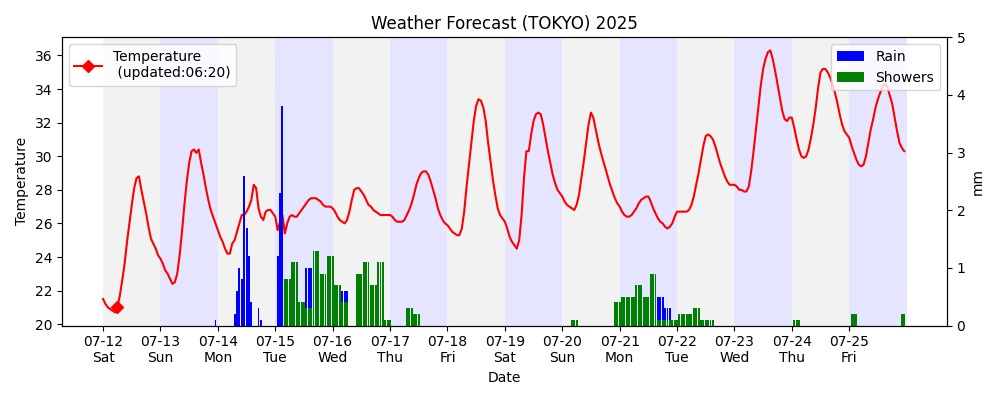 Weather Forecast (TOKYO) 2025
Temperature
(updated:06:20)
Rain
Showers
Temperature
36
34
32
30
28
26
24
22
20
5
4
3
2
1
0
mm
07-12 07-13 07-14 07-15 07-16 07-17 07-18 07-19 07-20 07-21 07-22 07-23 07-24 07-25
Sat Sun Mon Tue Wed Thu Fri Sat Sun Mon Tue Wed Thu Fri
Date